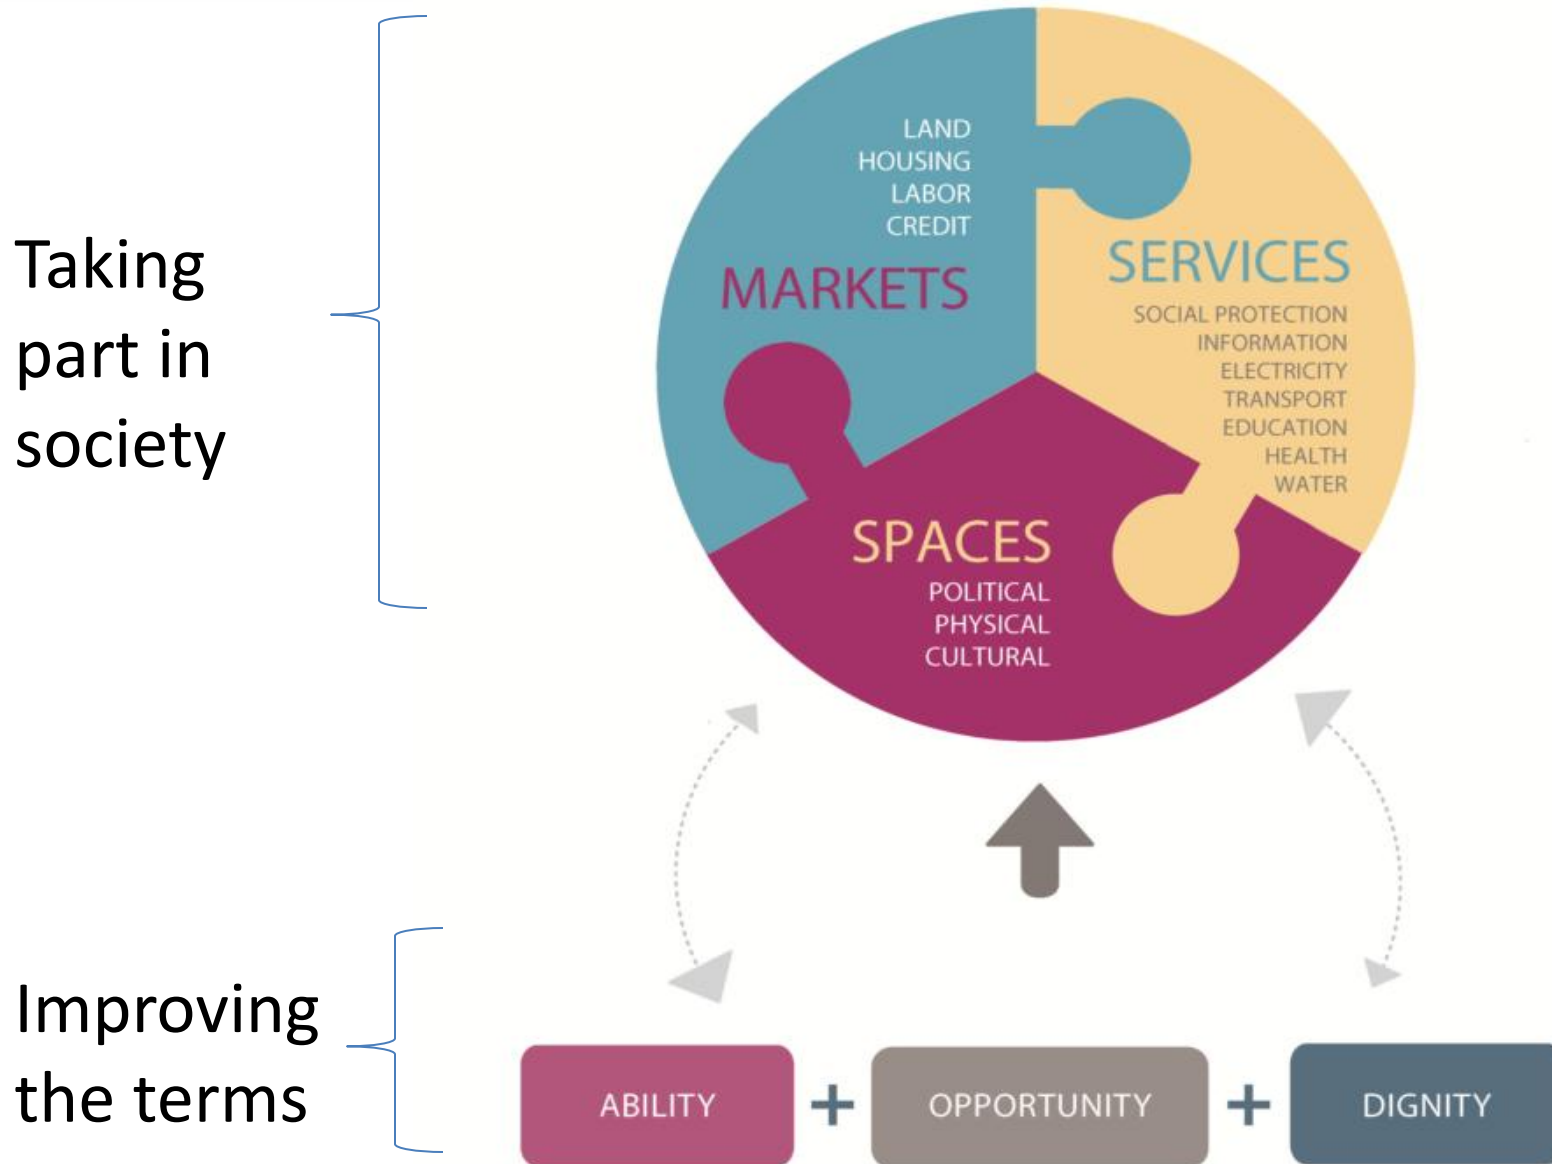 Taking
part in
society
LAND
HOUSING
LABOR
CREDIT
MARKETS
SERVICES
SOCIAL PROTECTION
INFORMATION
ELECTRICITY
TRANSPORT
EDUCATION
HEALTH
WATER
SPACES
POLITICAL
PHYSICAL
CULTURAL
Improving
the terms
ABILITY + OPPORTUNITY + DIGNITY